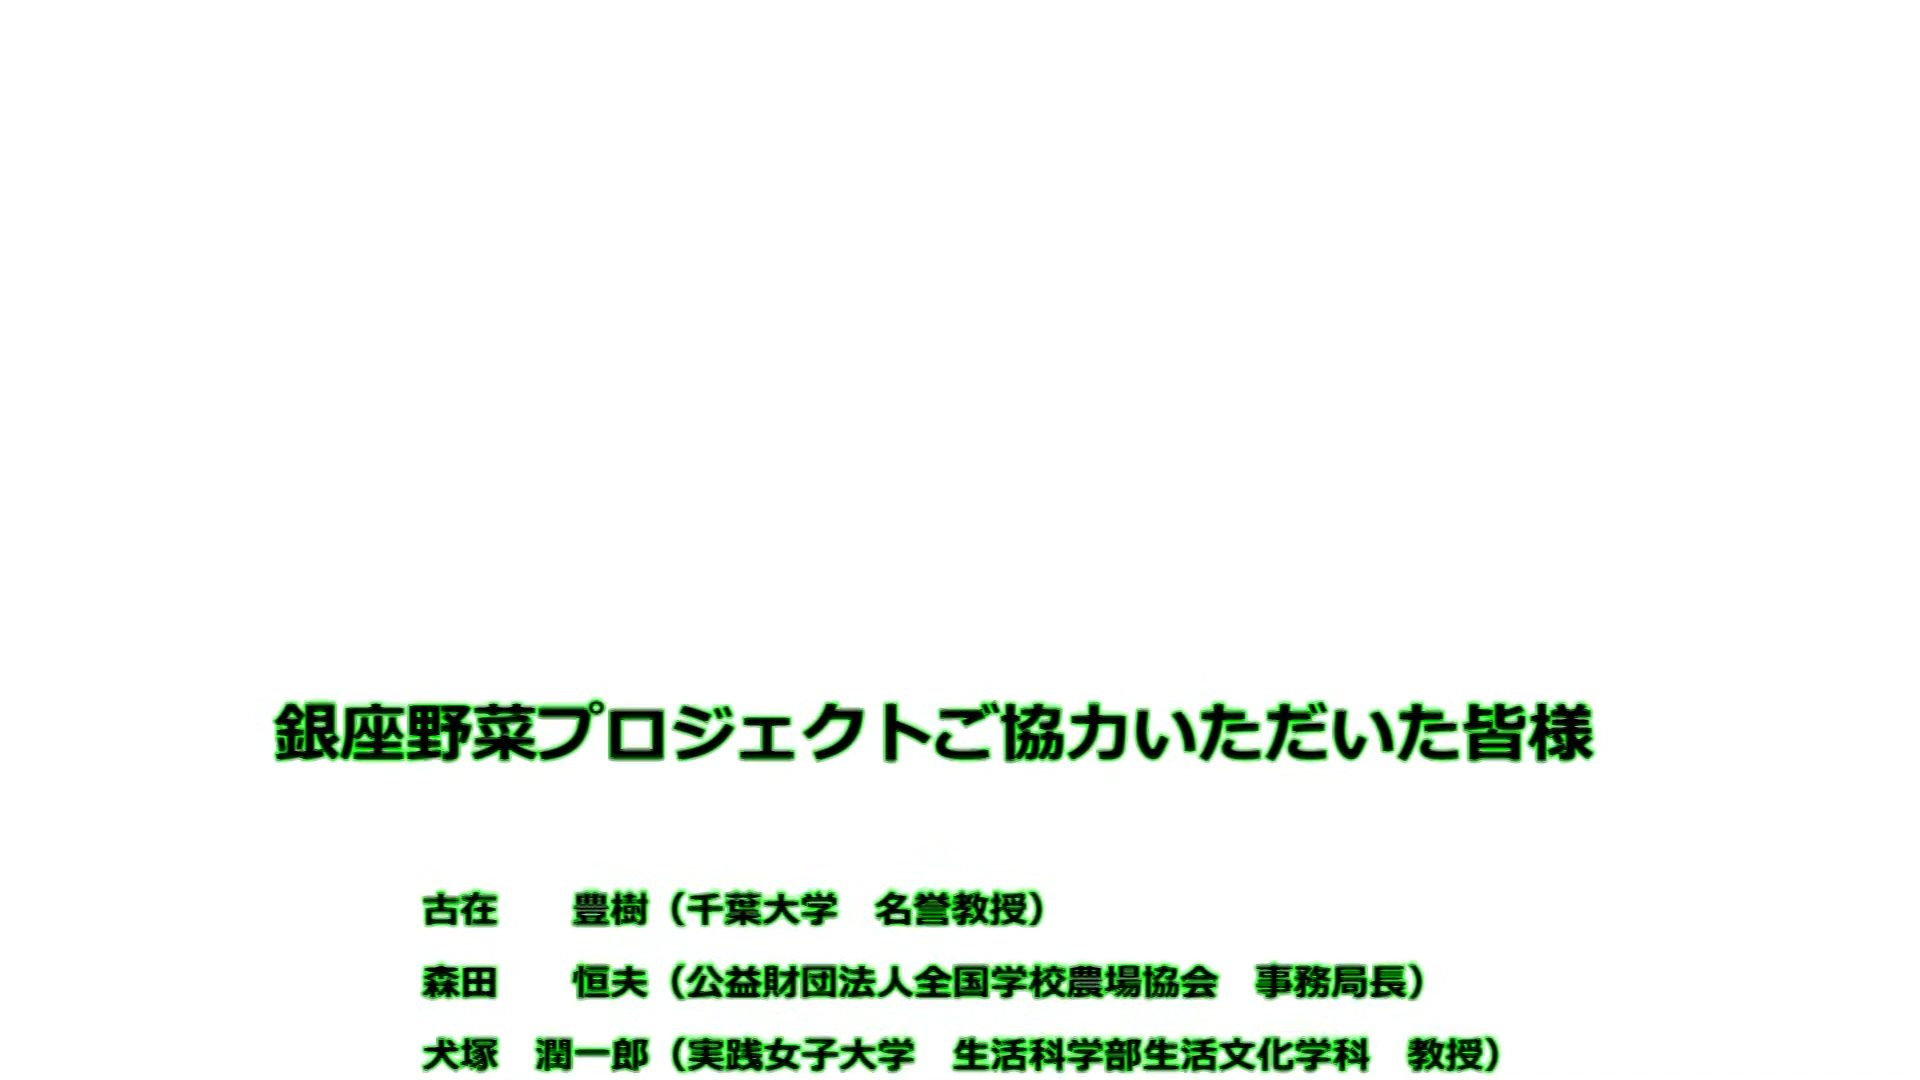 銀座野菜プロジェクトご協力いただいた皆様
古在　　豊樹（千葉大学　名誉教授）
森田　　恒夫（公益財団法人全国学校農場協会　事務局長）
犬塚　潤一郎（実践女子大学　生活科学部生活文化学科　教授）